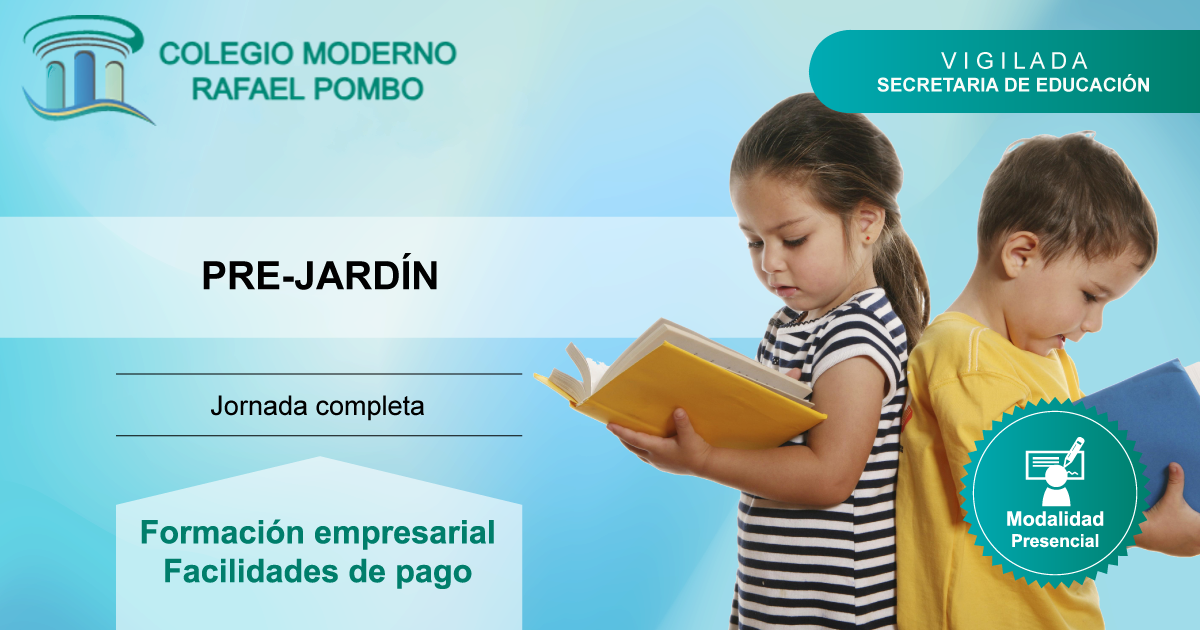 COLEGIO MODERNO
RAFAEL POMBO
VIGILADA
SECRETARIA DE EDUCACIÓN
PRE-JARDÍN
Jornada completa
Formación empresarial
Facilidades de pago
Modalidad
Presencial